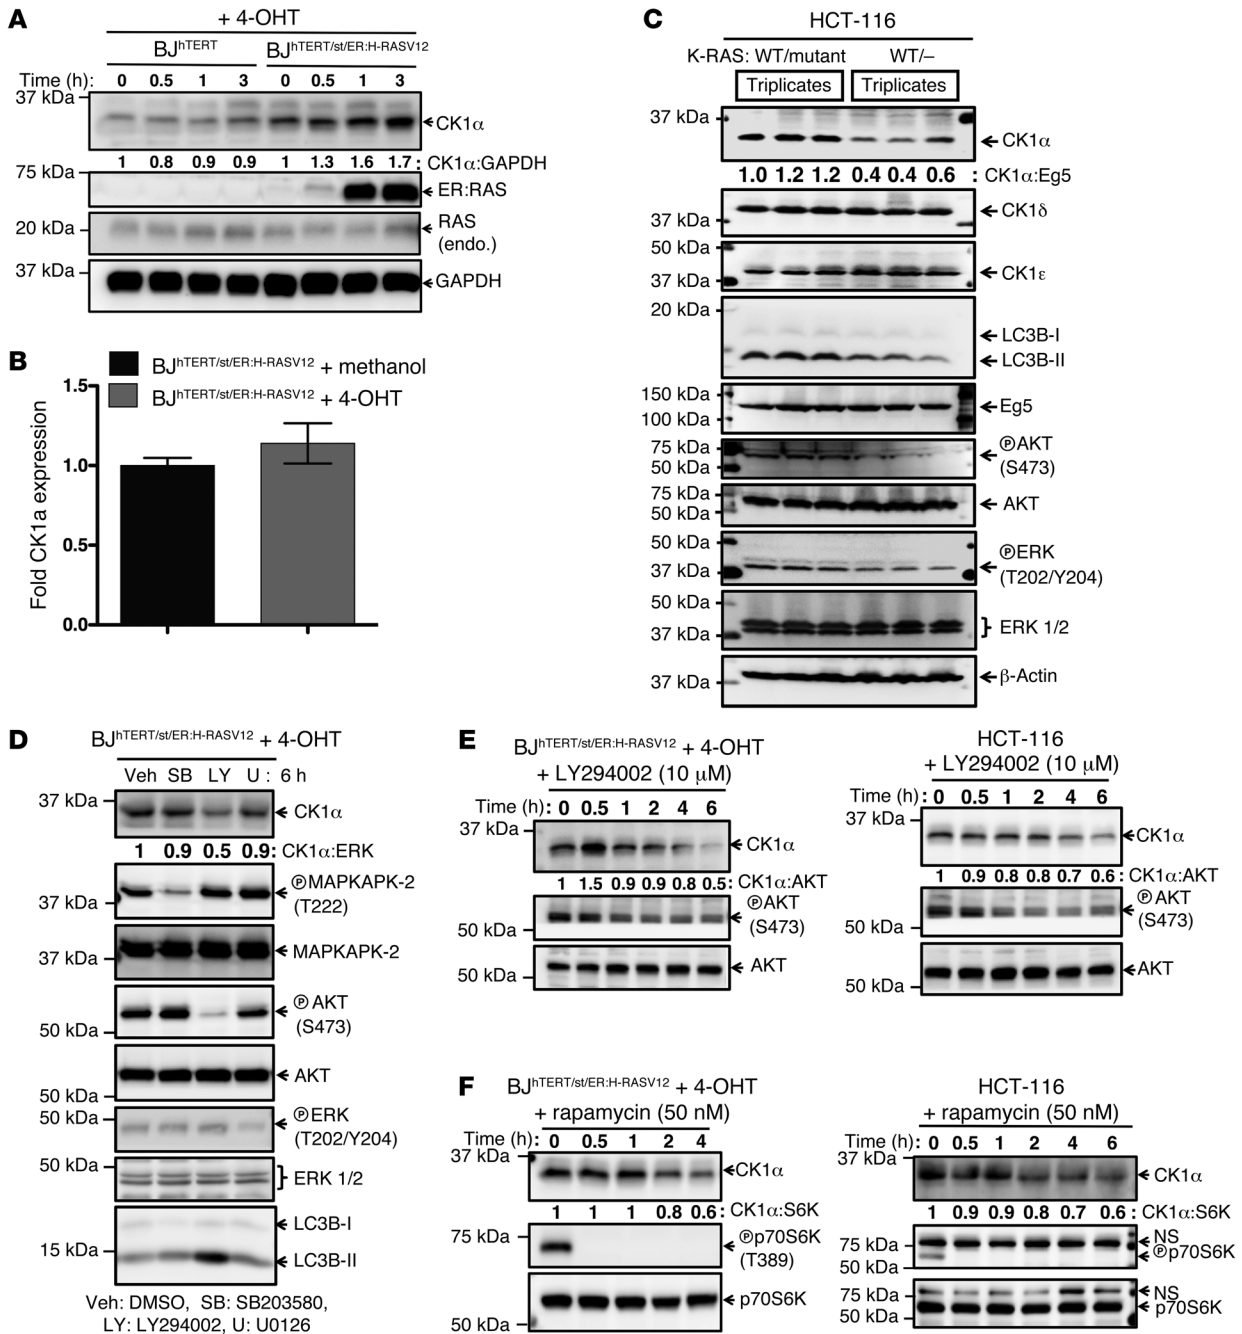 A
+ 4-OHT
BJhTERT BJhTERT/st/ER:H-RASV12
Time (h): 0 0.5 1 3 0 0.5 1 3
37 kDa
CK1α
1 0.8 0.9 0.9 1 1.3 1.6 1.7 : CK1α:GAPDH
75 kDa
ER:RAS
20 kDa
RAS
(endo.)
37 kDa
GAPDH
B
BJhTERT/st/ER:H-RASV12 + methanol
BJhTERT/st/ER:H-RASV12 + 4-OHT
Fold CK1a expression
1.5
1.0
0.5
0.0
C
HCT-116
K-RAS: WT/mutant WT/–
Triplicates Triplicates
37 kDa
CK1α
1.0 1.2 1.2 0.4 0.4 0.6 : CK1α:Eg5
CK1δ
37 kDa
50 kDa
CK1ε
37 kDa
20 kDa
LC3B-I
LC3B-II
150 kDa
Eg5
100 kDa
75 kDa
ⓅAKT
50 kDa
(S473)
75 kDa
AKT
50 kDa
50 kDa
ⓅERK
37 kDa
(T202/Y204)
50 kDa
ERK 1/2
37 kDa
β-Actin
37 kDa
D
BJhTERT/st/ER:H-RASV12 + 4-OHT
Veh SB LY U : 6 h
37 kDa
CK1α
1 0.9 0.5 0.9: CK1α:ERK
ⓅMAPKAPK-2
37 kDa
(T222)
MAPKAPK-2
37 kDa
ⓅAKT
50 kDa
(S473)
AKT
50 kDa
50 kDa
ⓅERK
(T202/Y204)
50 kDa
ERK 1/2
LC3B-I
15 kDa
LC3B-II
Veh: DMSO, SB: SB203580,
LY: LY294002, U: U0126
E
BJhTERT/st/ER:H-RASV12 + 4-OHT
+ LY294002 (10 μM)
Time (h): 0 0.5 1 2 4 6
37 kDa
CK1α
1 1.5 0.9 0.9 0.8 0.5 : CK1α:AKT
ⓅAKT
50 kDa
(S473)
AKT
50 kDa
HCT-116
+ LY294002 (10 μM)
Time (h): 0 0.5 1 2 4 6
37 kDa
CK1α
1 0.9 0.8 0.8 0.7 0.6 : CK1α:AKT
ⓅAKT
50 kDa
(S473)
AKT
50 kDa
F
BJhTERT/st/ER:H-RASV12 + 4-OHT
+ rapamycin (50 nM)
Time (h): 0 0.5 1 2 4
37 kDa
CK1α
1 1 1 0.8 0.6 : CK1α:S6K
75 kDa
Ⓟp70S6K
(T389)
p70S6K
50 kDa
HCT-116
+ rapamycin (50 nM)
Time (h): 0 0.5 1 2 4 6
37 kDa
CK1α
1 0.9 0.9 0.8 0.7 0.6 : CK1α:S6K
NS
75 kDa
Ⓟp70S6K
50 kDa
NS
75 kDa
p70S6K
50 kDa